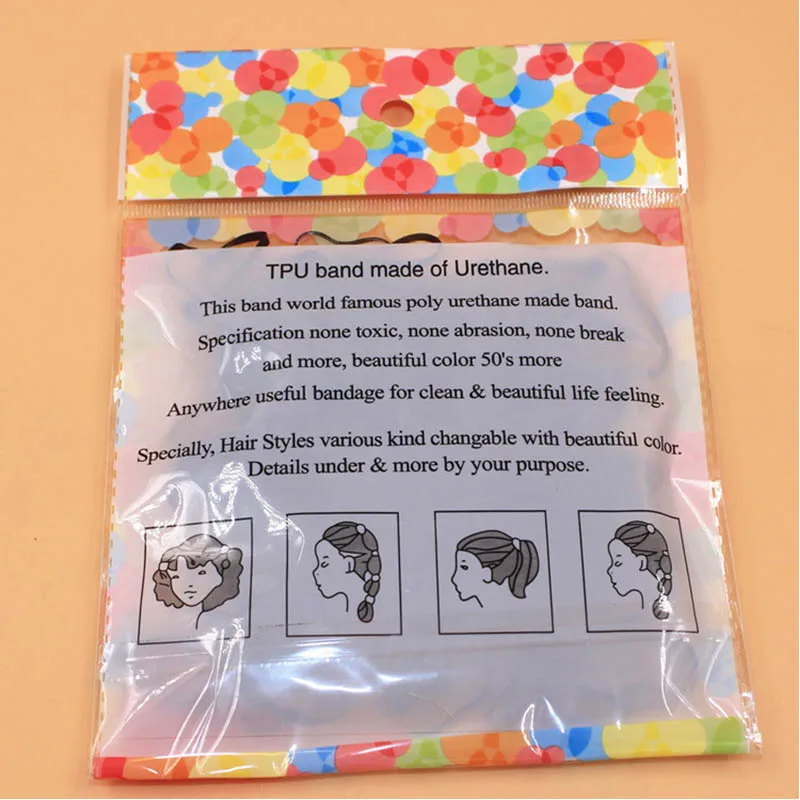 TPU band made of Urethane.
This band world famous poly urethane made band.
Specification none toxic, none abrasion, none break
and more, beautiful color 50's more
Anywhere useful bandage for clean & beautiful life feeling.
Specially, Hair Styles various kind changable with beautiful color.
Details under & more by your purpose.